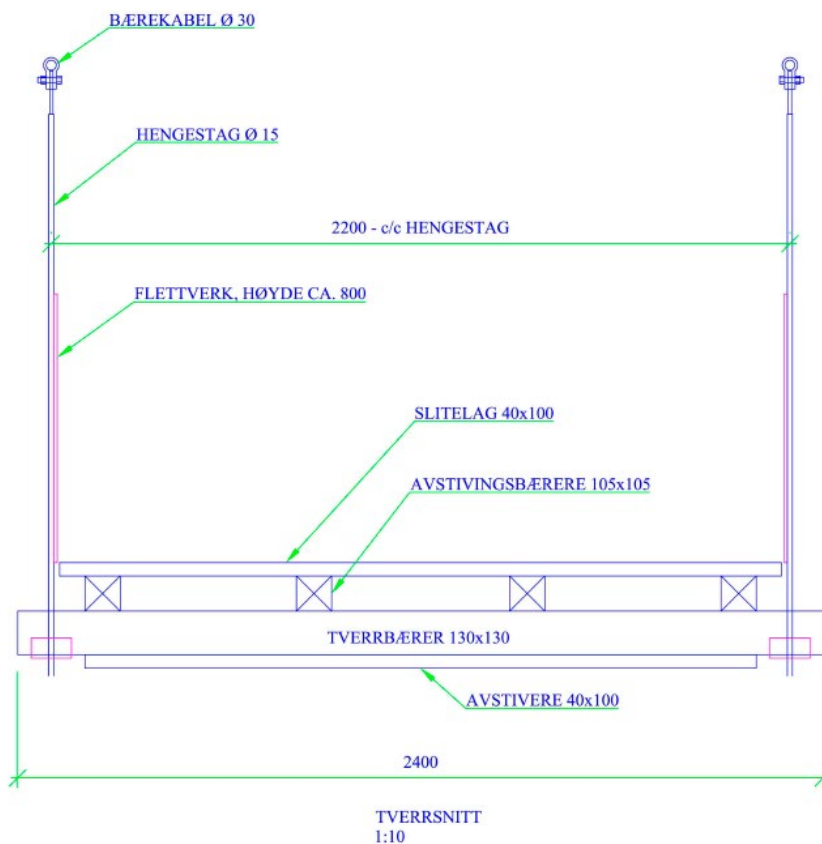 BÆREKABEL Ø 30
HENGESTAG Ø 15
2200 - c/c HENGESTAG
FLETTVERK, HØYDE CA. 800
SLITELAG 40x100
AVSTIVINGSBÆRERE 105x105
TVERRBÆRER 130x130
AVSTIVERE 40x100
2400
TVERRSNITT
1:10